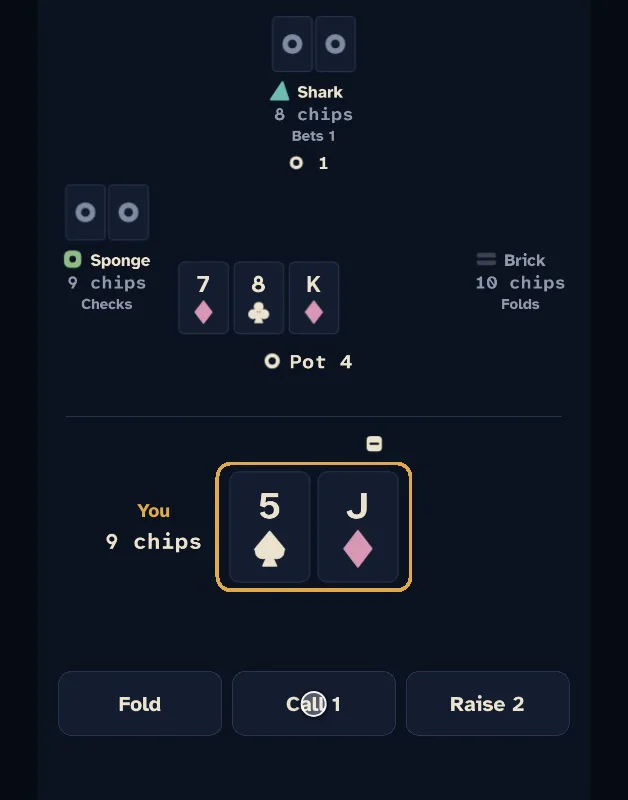 Shark
8 chips
Bets 1
1
Sponge
9 chips
Checks
7 8 K
Brick
10 chips
Folds
Pot 4
You
9 chips
5 J
Fold
Call 1
Raise 2